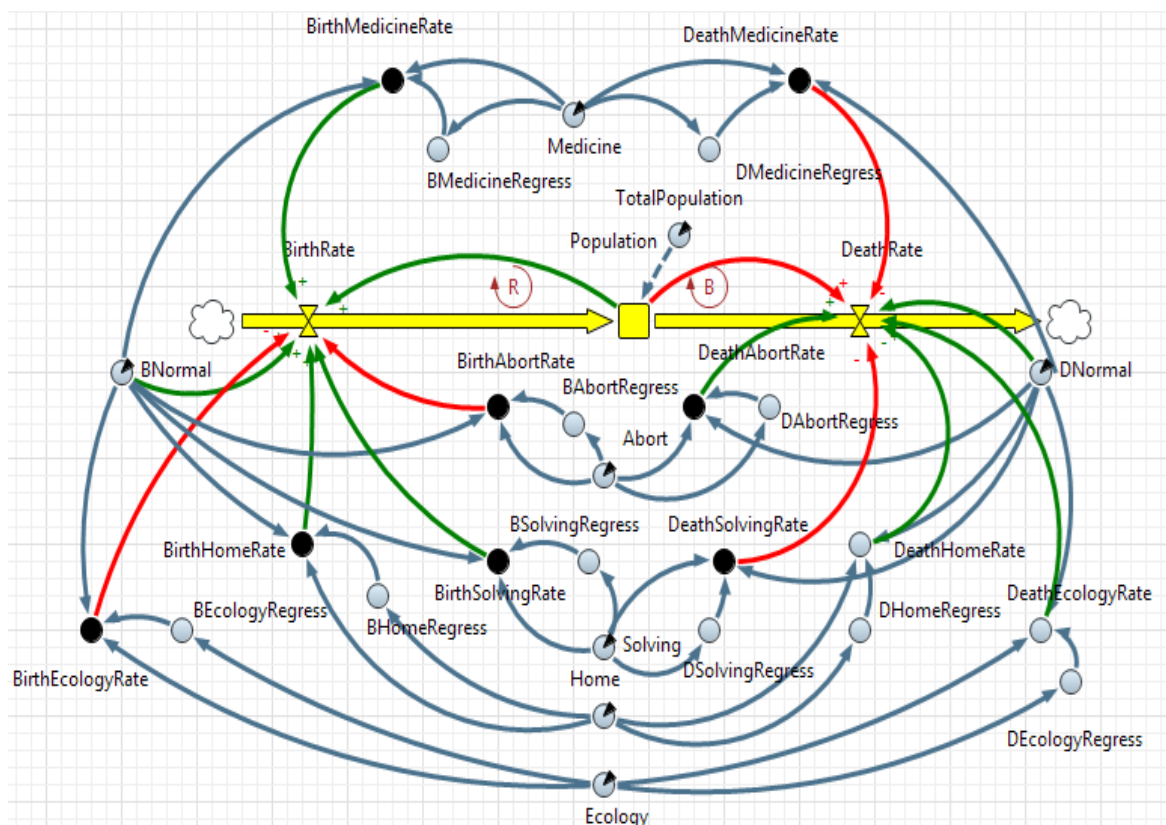 BirthMedicineRate
DeathMedicineRate
Medicine
BMedicineRegress
DMedicineRegress
TotalPopulation
Population
BirthRate
DeathRate
R
B
+
+
+
+
-
-
+
+
-
-
+
BirthAbortRate
DeathAbortRate
BNormal
DNormal
BAbortRegress
DAbortRegress
Abort
BSolvingRegress
DeathSolvingRate
BirthHomeRate
DeathHomeRate
BirthSolvingRate
DeathEcologyRate
BEcologyRegress
BHomeRegress
DHomeRegress
Solving
DSolvingRegress
BirthEcologyRate
Home
DEcologyRegress
Ecology